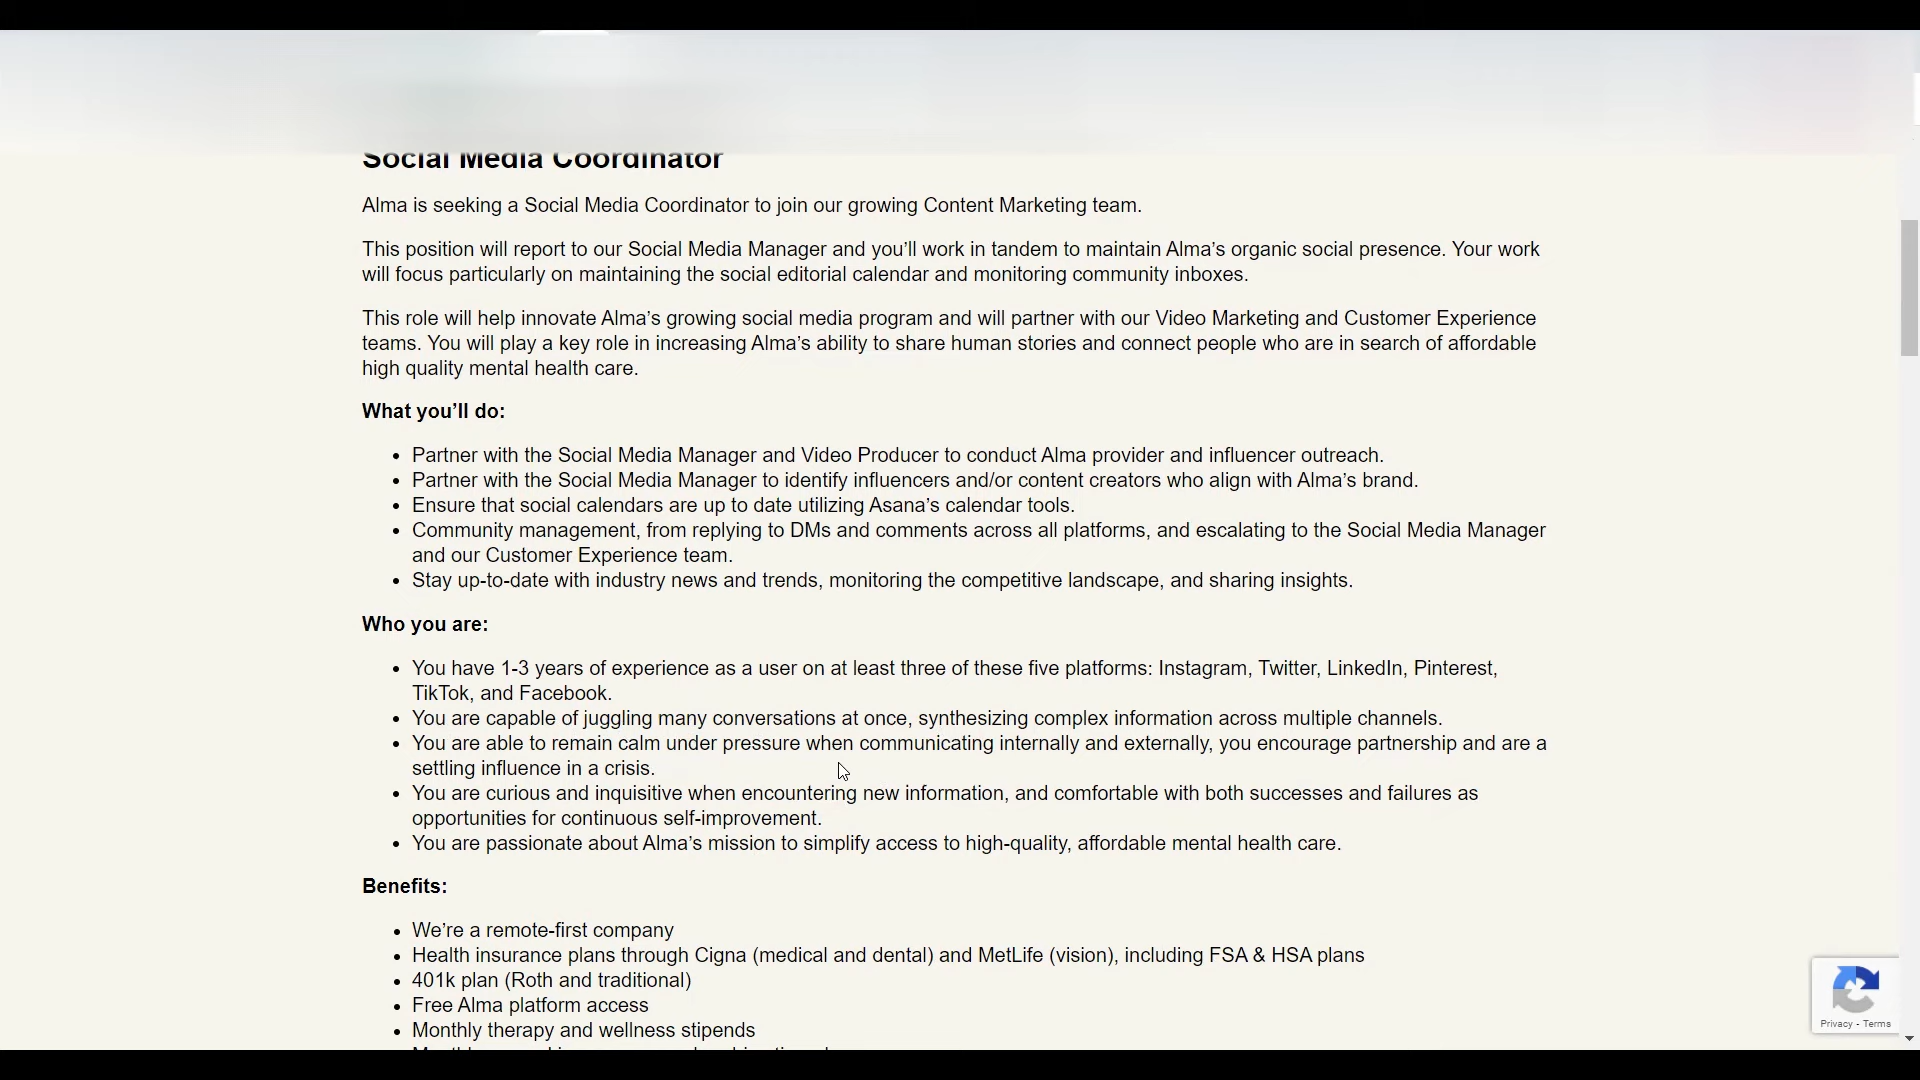 Social Media Coordinator
Alma is seeking a Social Media Coordinator to join our growing Content Marketing team.
This position will report to our Social Media Manager and you’ll work in tandem to maintain Alma’s organic social presence. Your work
will focus particularly on maintaining the social editorial calendar and monitoring community inboxes.
This role will help innovate Alma’s growing social media program and will partner with our Video Marketing and Customer Experience
teams. You will play a key role in increasing Alma’s ability to share human stories and connect people who are in search of affordable
high quality mental health care.
What you’ll do:
• Partner with the Social Media Manager and Video Producer to conduct Alma provider and influencer outreach.
• Partner with the Social Media Manager to identify influencers and/or content creators who align with Alma’s brand.
• Ensure that social calendars are up to date utilizing Asana’s calendar tools.
• Community management, from replying to DMs and comments across all platforms, and escalating to the Social Media Manager
and our Customer Experience team.
• Stay up-to-date with industry news and trends, monitoring the competitive landscape, and sharing insights.
Who you are:
• You have 1-3 years of experience as a user on at least three of these five platforms: Instagram, Twitter, LinkedIn, Pinterest,
TikTok, and Facebook.
• You are capable of juggling many conversations at once, synthesizing complex information across multiple channels.
• You are able to remain calm under pressure when communicating internally and externally, you encourage partnership and are a
settling influence in a crisis.
• You are curious and inquisitive when encountering new information, and comfortable with both successes and failures as
opportunities for continuous self-improvement.
• You are passionate about Alma’s mission to simplify access to high-quality, affordable mental health care.
Benefits:
• We’re a remote-first company
• Health insurance plans through Cigna (medical and dental) and MetLife (vision), including FSA & HSA plans
• 401k plan (Roth and traditional)
• Free Alma platform access
• Monthly therapy and wellness stipends
Privacy - Terms